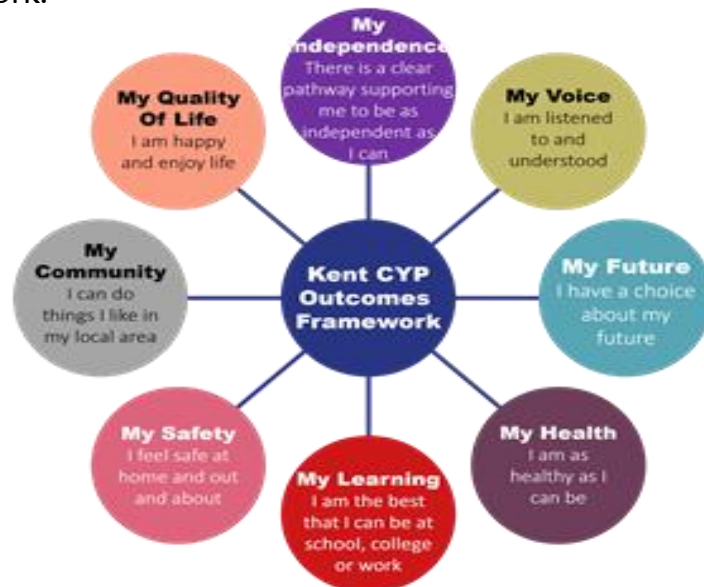 My
Independence
There is a clear
pathway supporting
me to be as
independent as
I can
My Voice
I am listened
to and
understood
My Future
I have a choice
about my
future
My Health
I am as
healthy as I
can be
My Learning
I am the best
that I can be at
school, college
or work
My Safety
I feel safe at
home and out
and about
My
Community
I can do
things I like in
my local area
My Quality
Of Life
I am happy
and enjoy life
Kent CYP
Outcomes
Framework